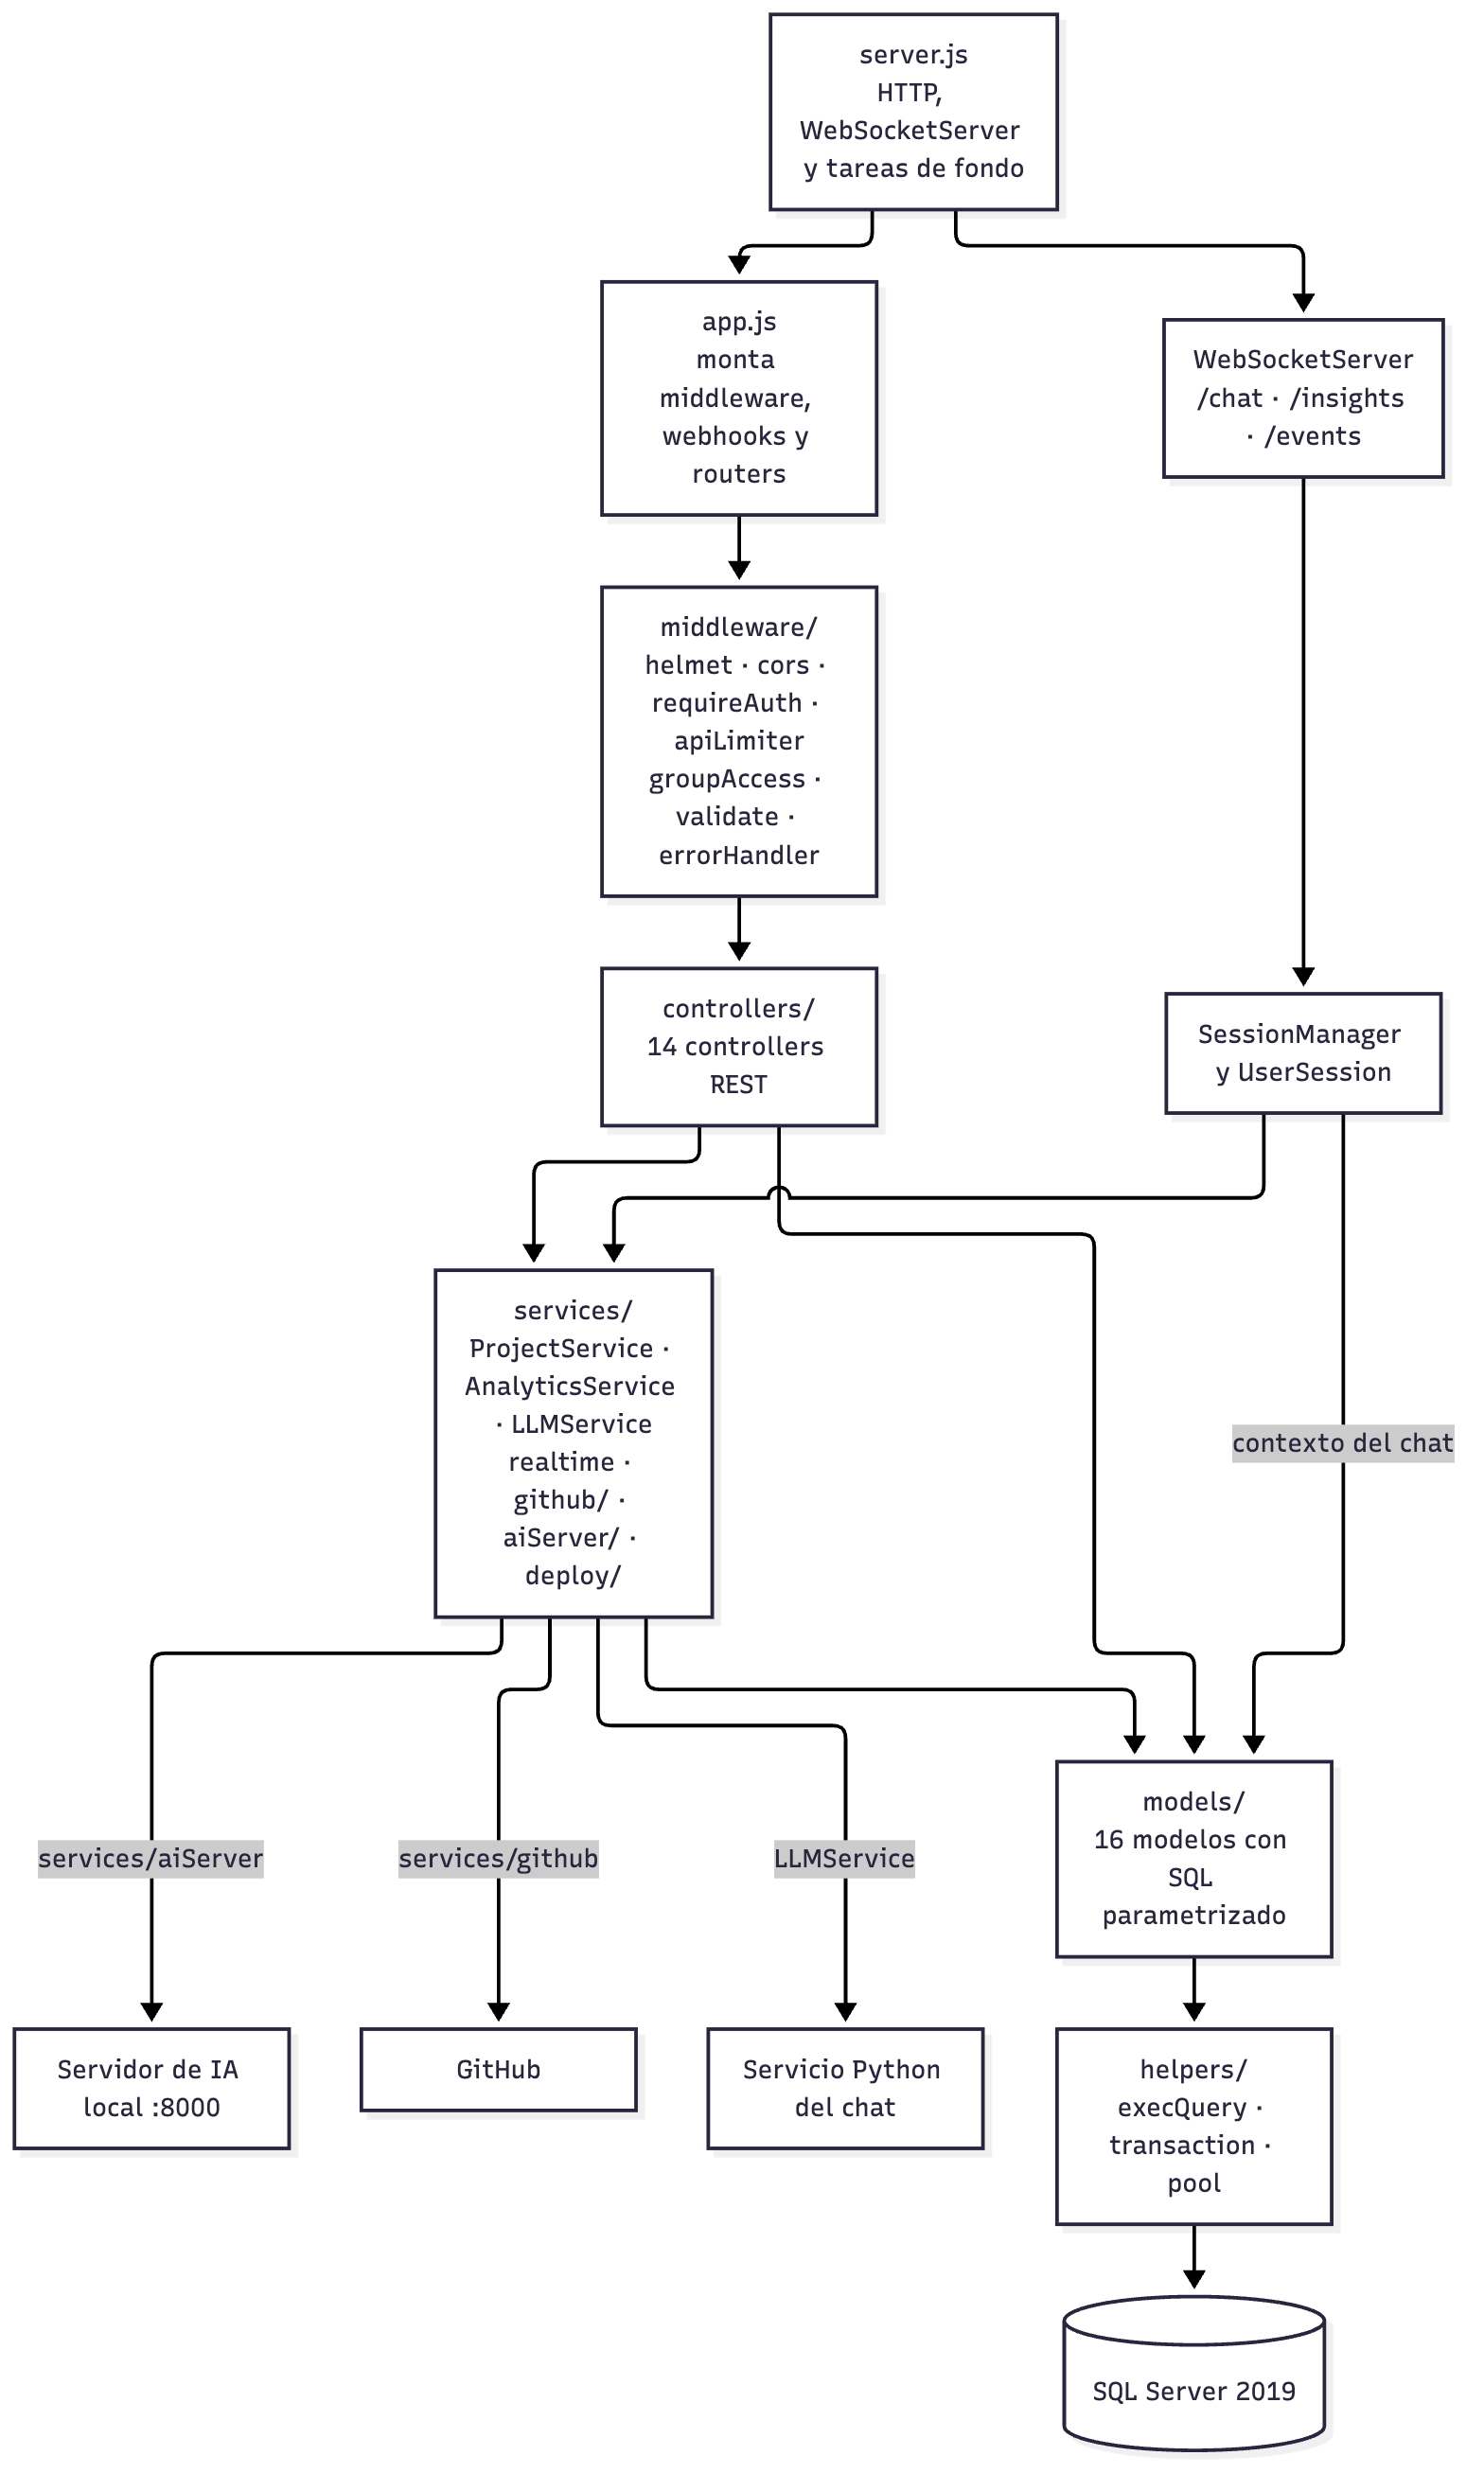 server.js
HTTP,
WebSocketServer
y tareas de fondo
app.js
monta
middleware,
webhooks y
routers
WebSocketServer
/chat · /insights
· /events
middleware/
helmet · cors ·
requireAuth ·
apiLimiter
groupAccess ·
validate ·
errorHandler
controllers/
14 controllers
REST
SessionManager
y UserSession
services/
ProjectService ·
AnalyticsService
· LLMService
realtime ·
github/ ·
aiServer/ ·
deploy/
contexto del chat
services/aiServer
services/github
LLMService
models/
16 modelos con
SQL
parametrizado
Servidor de IA
local :8000
GitHub
Servicio Python
del chat
helpers/
execQuery ·
transaction ·
pool
SQL Server 2019